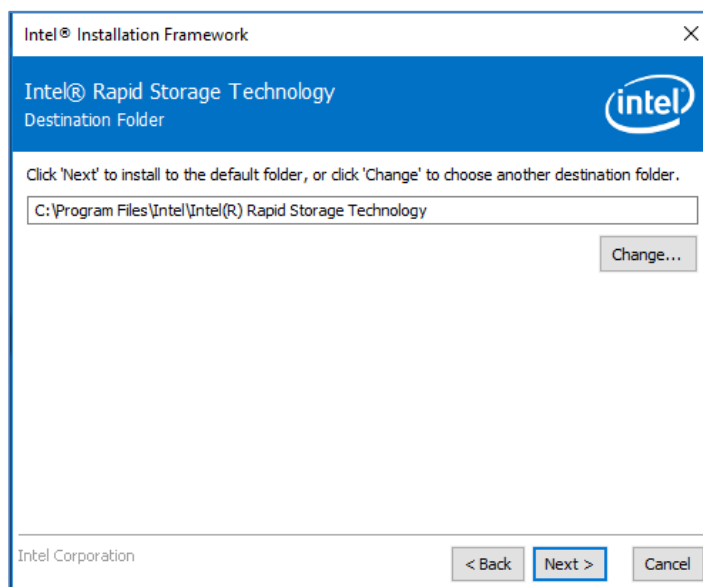 Intel® Installation Framework
Intel® Rapid Storage Technology
Destination Folder
intel
Click 'Next' to install to the default folder, or click 'Change' to choose another destination folder.
C:\Program Files\Intel\Intel(R) Rapid Storage Technology
Change...
Intel Corporation
< Back Next > Cancel